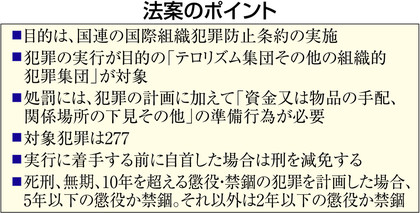 法案のポイント
■目的は、国連の国際組織犯罪防止条約の実施
■犯罪の実行が目的の「テロリズム集団その他の組織的
犯罪集団」が対象
■処罰には、犯罪の計画に加えて「資金又は物品の手配、
関係場所の下見その他」の準備行為が必要
■対象犯罪は277
■実行に着手する前に自首した場合は刑を減免する
■死刑、無期、10年を超える懲役・禁錮の犯罪を計画した場合、
5年以下の懲役か禁錮。それ以外は2年以下の懲役か禁錮